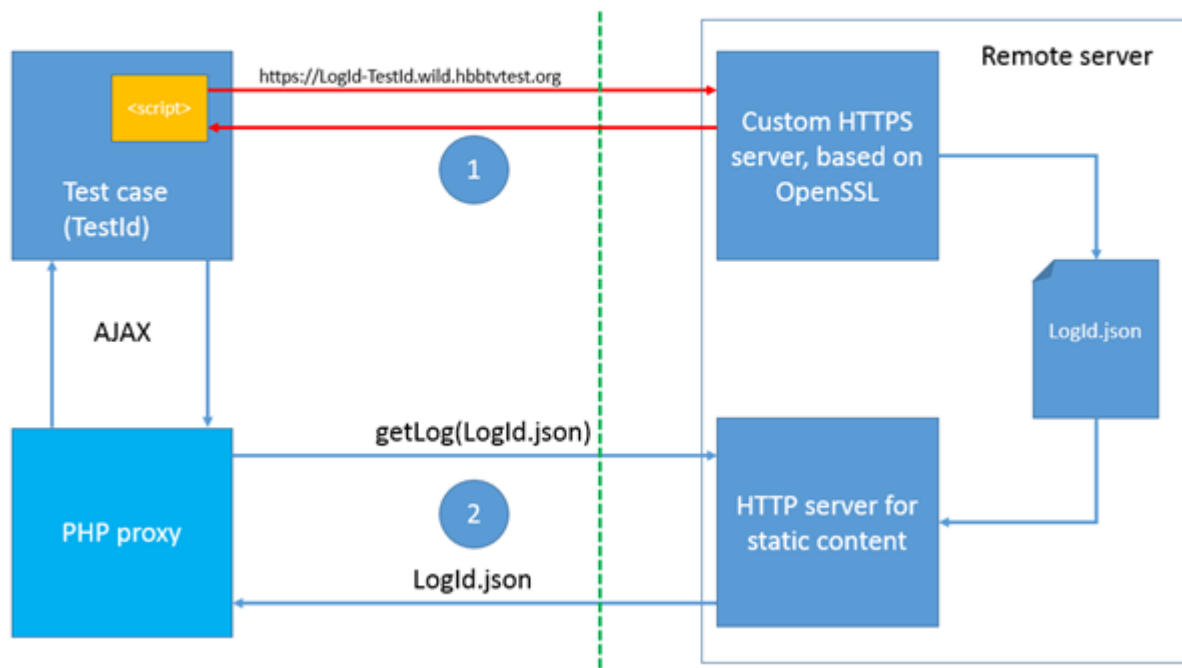 https://LogId-TestId.wild.hbbtvtest.org
Remote server
<script>
Test case
(TestId)
1
Custom HTTPS
server, based on
OpenSSL
AJAX
LogId.json
getLog(LogId.json)
PHP proxy
2
HTTP server for
static content
LogId.json